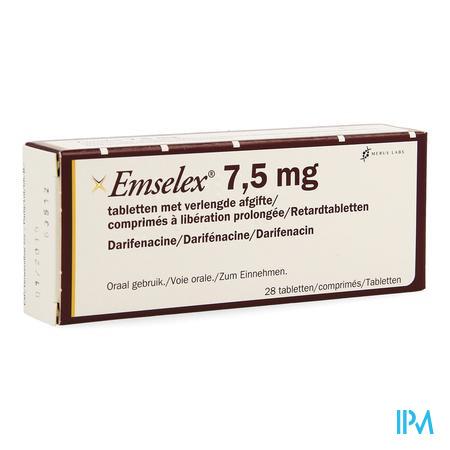 MERUS LABS
Emselex® 7,5 mg
tabletten met verlengde afgifte/
comprimés à libération prolongée/Retardtabletten
Darifenacine/Darifénacine/Darifenacin
Oraal gebruik./Voie orale./Zum Einnehmen.
28 tabletten/comprimés/Tabletten
IPM